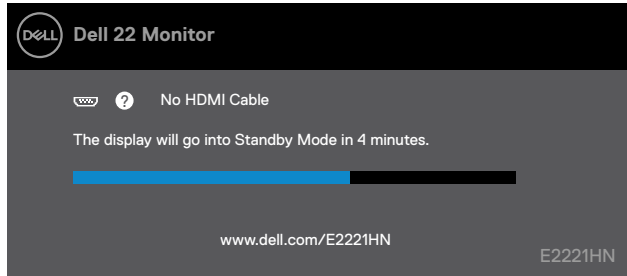 DELL
Dell 22 Monitor
? No HDMI Cable
The display will go into Standby Mode in 4 minutes.
www.dell.com/E2221HN
E2221HN